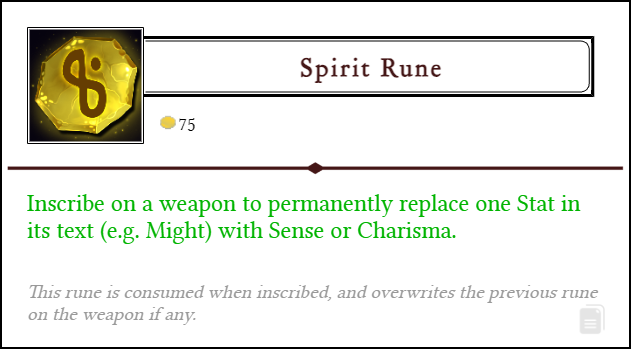 Spirit Rune
75
Inscribe on a weapon to permanently replace one Stat in
its text (e.g. Might) with Sense or Charisma.
This rune is consumed when inscribed, and overwrites the previous rune
on the weapon if any.